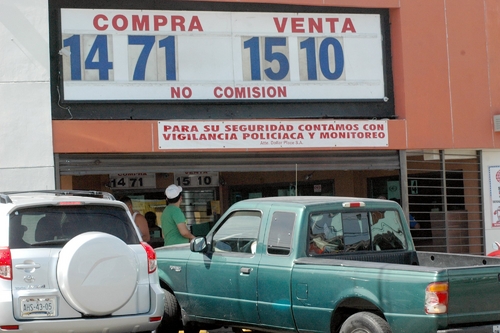 COMPRA VENTA
14 71 15 10
NO COMISION
PARA SU SEGURIDAD CONTAMOS CON
VIGILANCIA POLICIACA Y MONITOREO
14 71 15 10